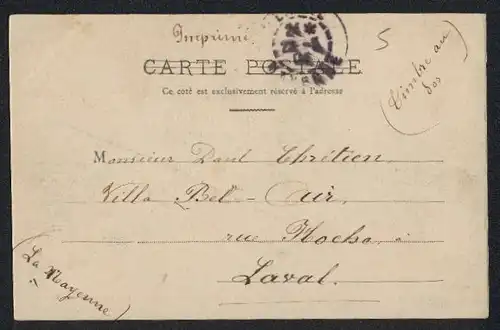 Imprimé
5
CARTE POSTALE
Ce côté est exclusivement réservé à l'adresse
(Timbre au
dos
Monsieur Chrétien
Villa Bel-Air,
rue Hoche, à
Laval.
(La Mayenne)